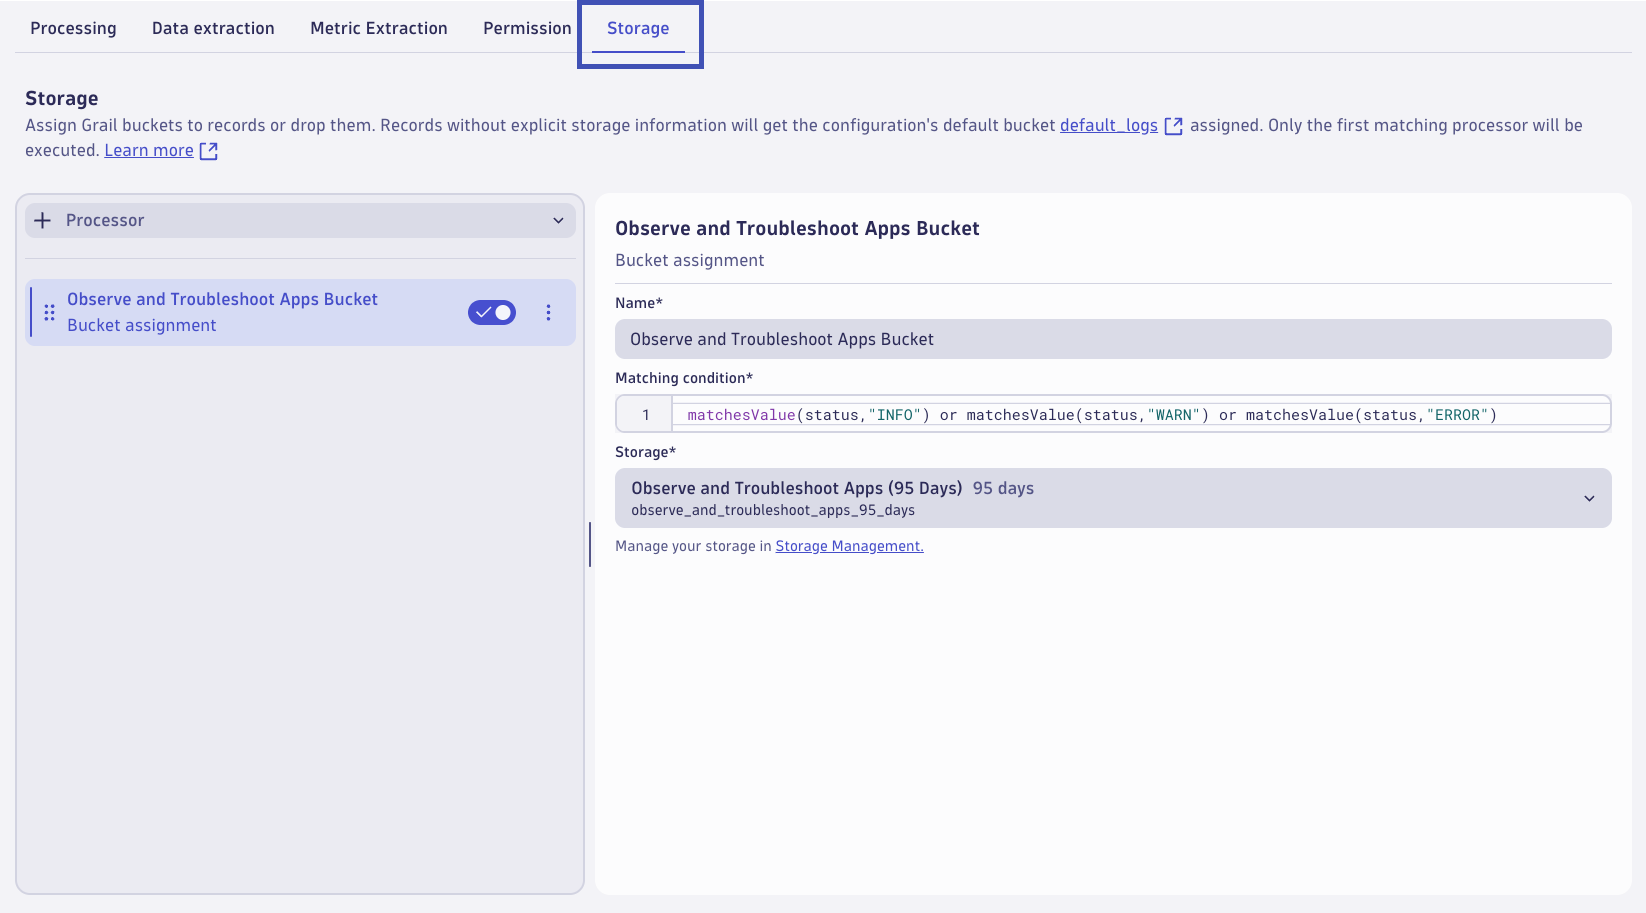 Processing Data extraction Metric Extraction Permission Storage
Storage
Assign Grail buckets to records or drop them. Records without explicit storage information will get the configuration's default bucket default_logs assigned. Only the first matching processor will be
executed. Learn more
Processor
Observe and Troubleshoot Apps Bucket
Bucket assignment
Observe and Troubleshoot Apps Bucket
Bucket assignment
Name*
Observe and Troubleshoot Apps Bucket
Matching condition*
1 matchesValue(status,"INFO") or matchesValue(status,"WARN") or matchesValue(status,"ERROR")
Storage*
Observe and Troubleshoot Apps (95 Days) 95 days
observe_and_troubleshoot_apps_95_days
Manage your storage in Storage Management.